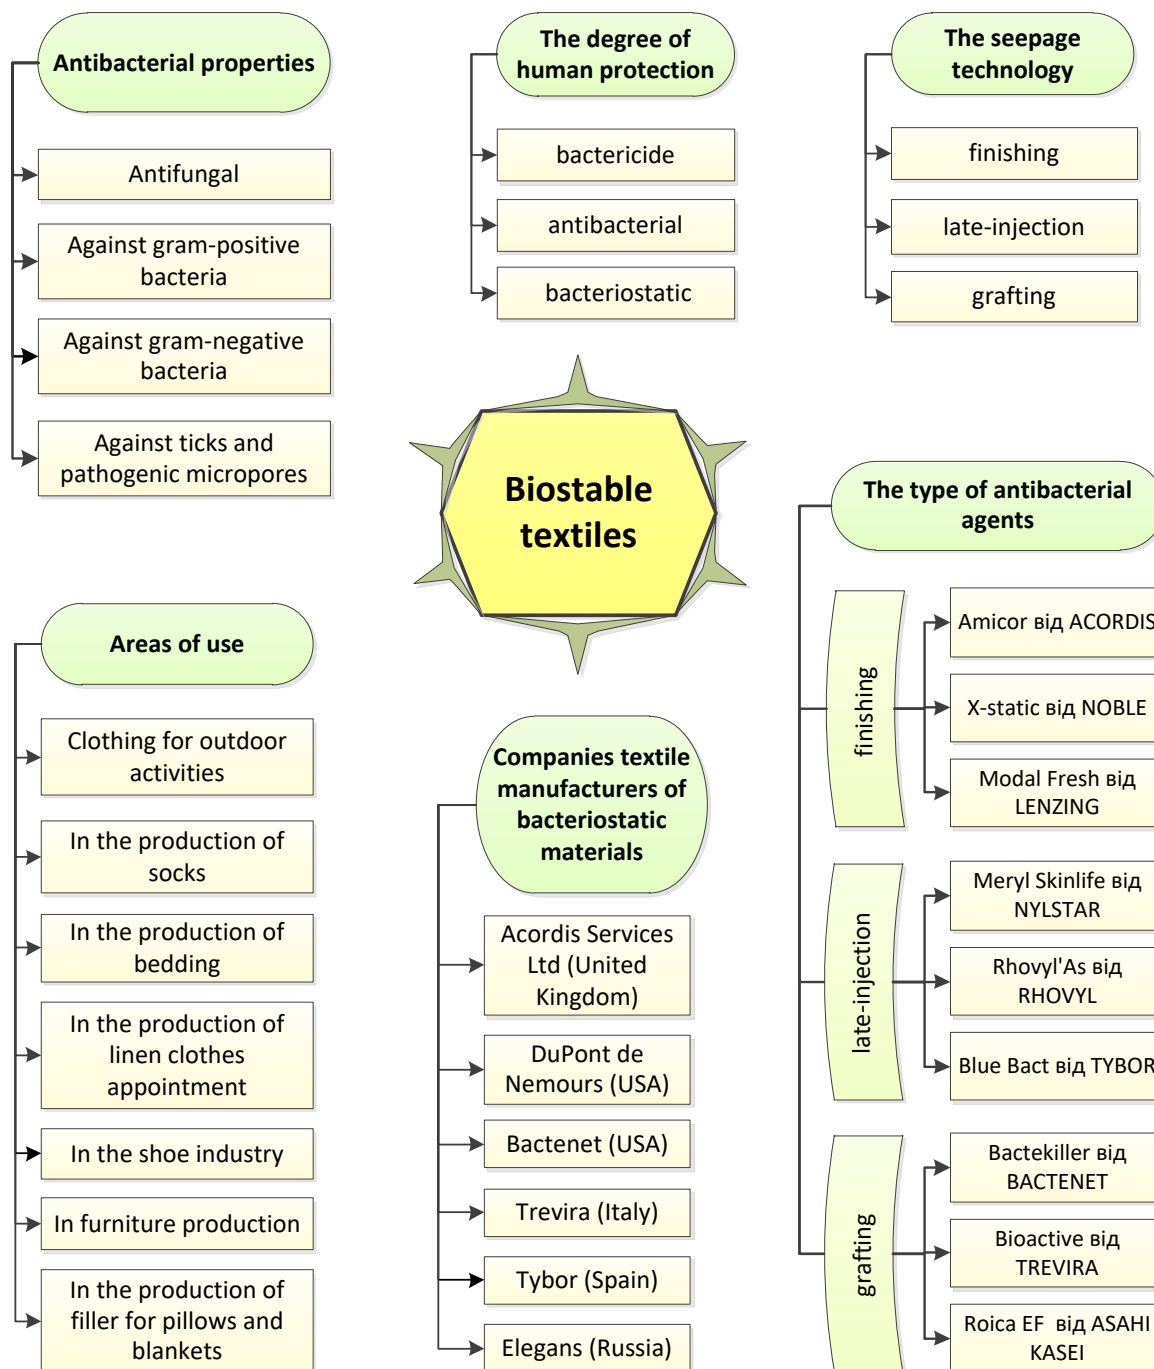 Antibacterial properties
Antifungal
Against gram-positive
bacteria
Against gram-negative
bacteria
Against ticks and
pathogenic micropores
The degree of
human protection
bactericide
antibacterial
bacteriostatic
The seepage
technology
finishing
late-injection
grafting
Biostable
textiles
Areas of use
Clothing for outdoor
activities
In the production of
socks
In the production of
bedding
In the production of
linen clothes
appointment
In the shoe industry
In furniture production
In the production of
filler for pillows and
blankets
Companies textile
manufacturers of
bacteriostatic
materials
Acordis Services
Ltd (United
Kingdom)
DuPont de
Nemours (USA)
Bactenet (USA)
Trevira (Italy)
Tybor (Spain)
Elegans (Russia)
The type of antibacterial
agents
finishing
Amicor від ACORDIS
X-static від NOBLE
Modal Fresh від
LENZING
late-injection
Meryl Skinlife від
NYLSTAR
Rhovyl'As від
RHOVYL
Blue Bact від TYBOR
grafting
Bactekiller від
BACTENET
Bioactive від
TREVIRA
Roica EF від ASAHI
KASEI